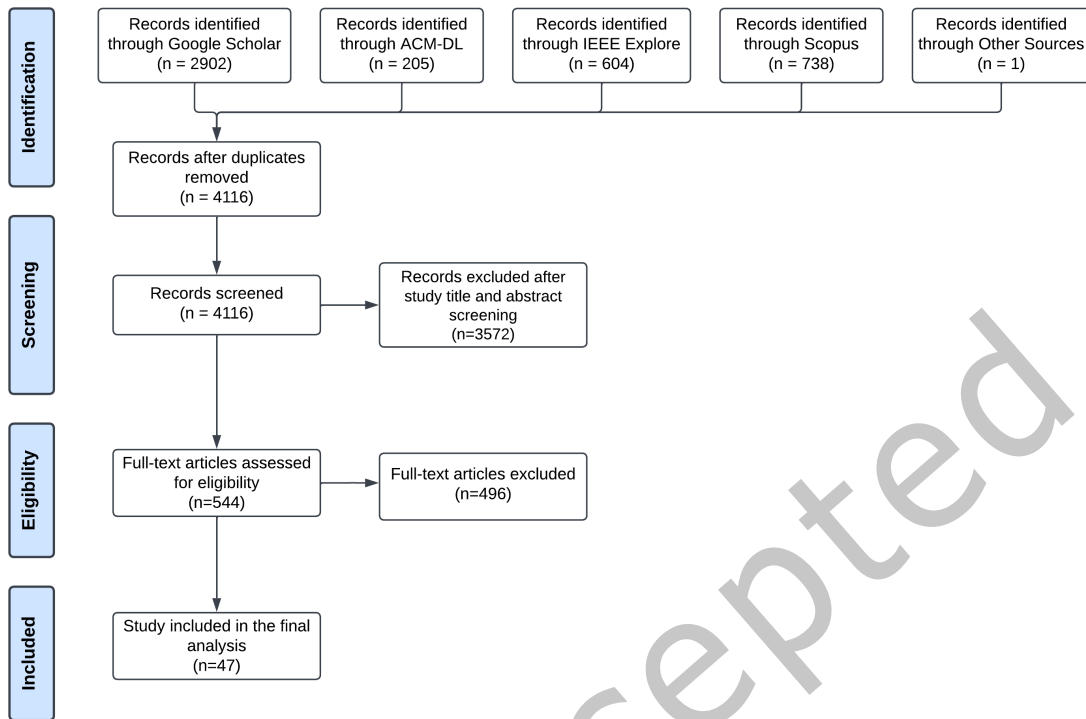 Identification
Records identified
through Google Scholar
(n = 2902)
Records identified
through ACM-DL
(n = 205)
Records identified
through IEEE Explore
(n = 604)
Records identified
through Scopus
(n = 738)
Records identified
through Other Sources
(n = 1)
Records after duplicates
removed
(n = 4116)
Screening
Records screened
(n = 4116)
Records excluded after
study title and abstract
screening
(n=3572)
Eligibility
Full-text articles assessed
for eligibility
(n=544)
Full-text articles excluded
(n=496)
Included
Study included in the final
analysis
(n=47)
cepted